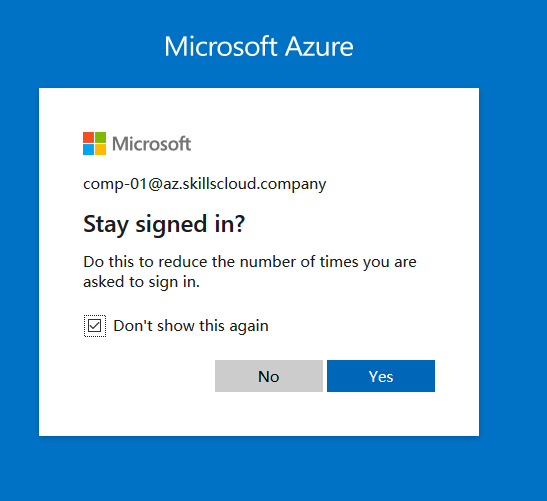 Microsoft Azure
Microsoft
comp-01@az.skillscloud.company
Stay signed in?
Do this to reduce the number of times you are
asked to sign in.
Don't show this again
No
Yes